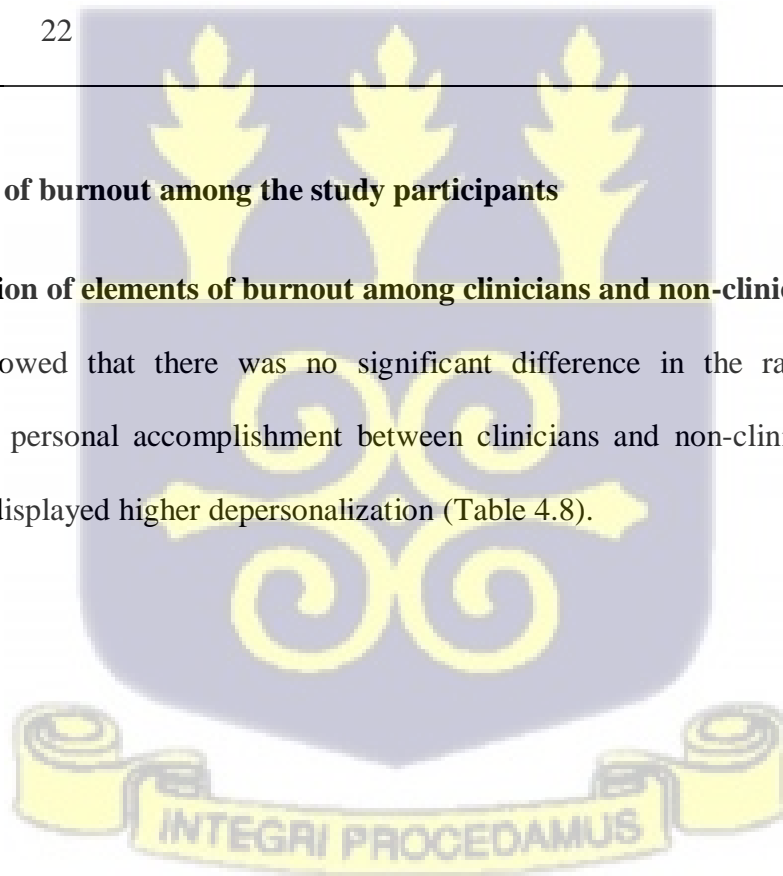 22
of burnout among the study participants
ion of elements of burnout among clinicians and non-clinic
owed that there was no significant difference in the ra
personal accomplishment between clinicians and non-clini
displayed higher depersonalization (Table 4.8).
INTEGRI PROCEDAMUS